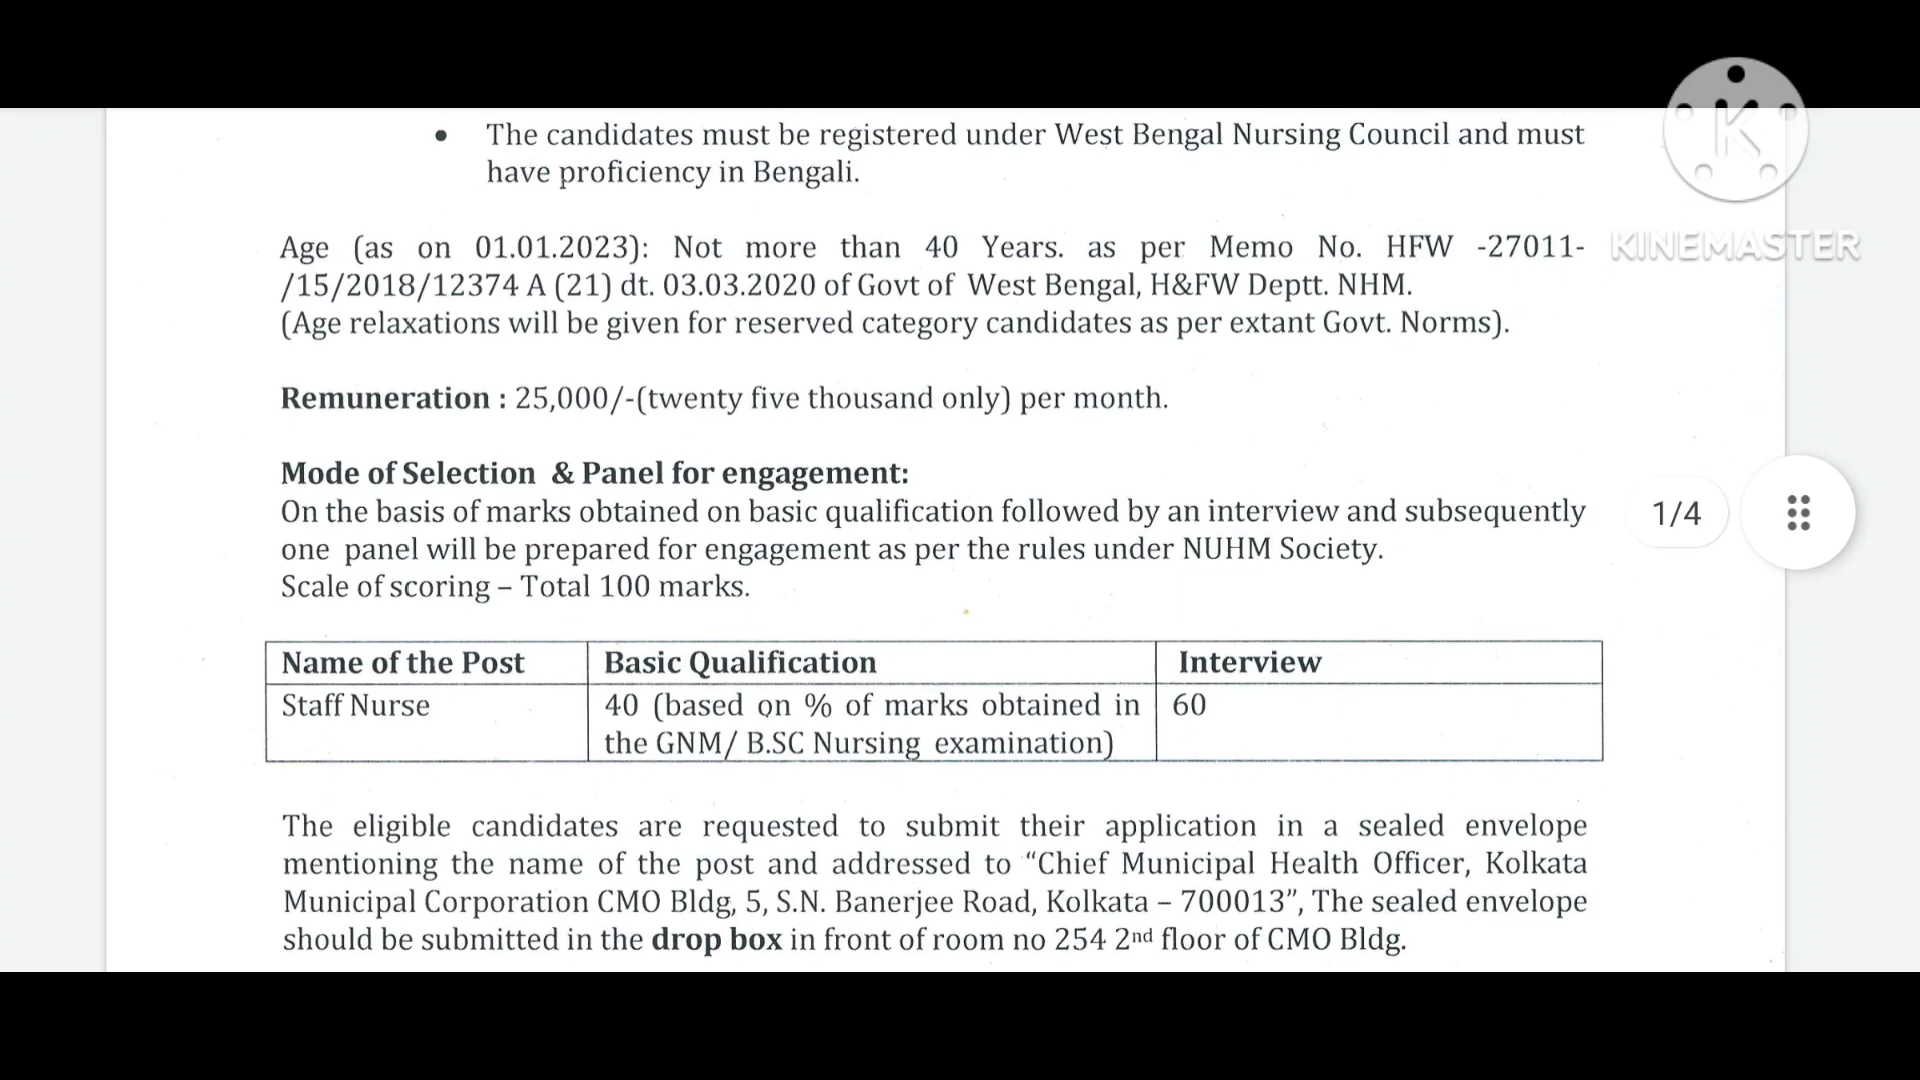 • The candidates must be registered under West Bengal Nursing Council and must
have proficiency in Bengali.
Age (as on 01.01.2023): Not more than 40 Years. as per Memo No. HFW -27011-
/15/2018/12374 A (21) dt. 03.03.2020 of Govt of West Bengal, H&FW Deptt. NHM.
(Age relaxations will be given for reserved category candidates as per extant Govt. Norms).
Remuneration : 25,000/-(twenty five thousand only) per month.
Mode of Selection & Panel for engagement:
On the basis of marks obtained on basic qualification followed by an interview and subsequently
one panel will be prepared for engagement as per the rules under NUHM Society.
Scale of scoring – Total 100 marks.
Name of the Post Basic Qualification Interview
Staff Nurse 40 (based on % of marks obtained in 60
the GNM/ B.SC Nursing examination)
The eligible candidates are requested to submit their application in a sealed envelope
mentioning the name of the post and addressed to “Chief Municipal Health Officer, Kolkata
Municipal Corporation CMO Bldg, 5, S.N. Banerjee Road, Kolkata – 700013”, The sealed envelope
should be submitted in the drop box in front of room no 254 2nd floor of CMO Bldg.
K
KINEMASTER
1/4